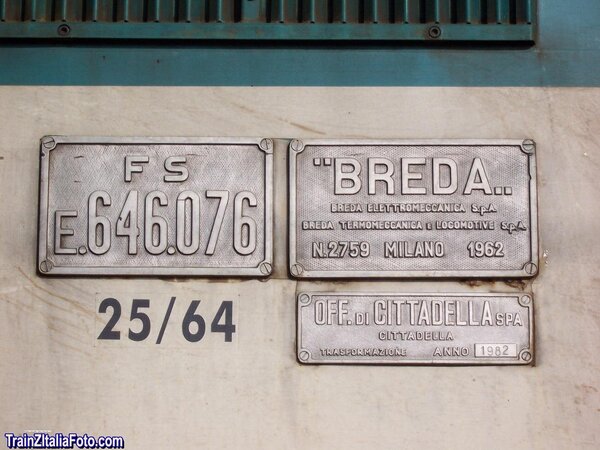 FS
E.646.076
"BREDA"
BREDA ELETTROMECCANICA S.p.A.
BREDA TERMOMECCANICA E LOCOMOTIVE S.p.A.
N.2759 MILANO 1962
25/64
OFF. DI CITTADELLA SPA
CITTADELLA
TRASFORMAZIONE ANNO 1982
TrainZItaliaFoto.com